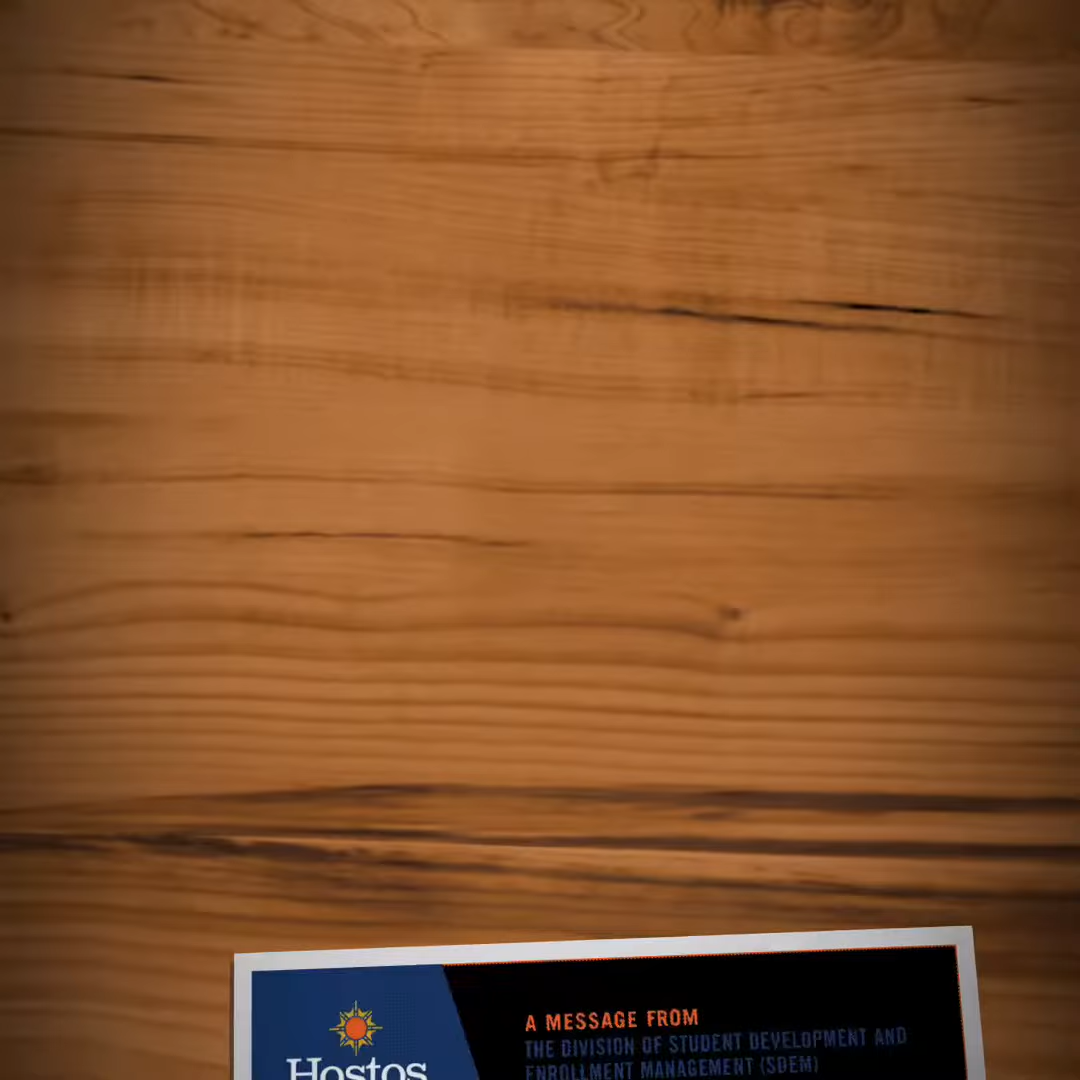 A MESSAGE FROM
THE DIVISION OF STUDENT DEVELOPMENT AND
ENROLLMENT MANAGEMENT (SDEM)
Hostos